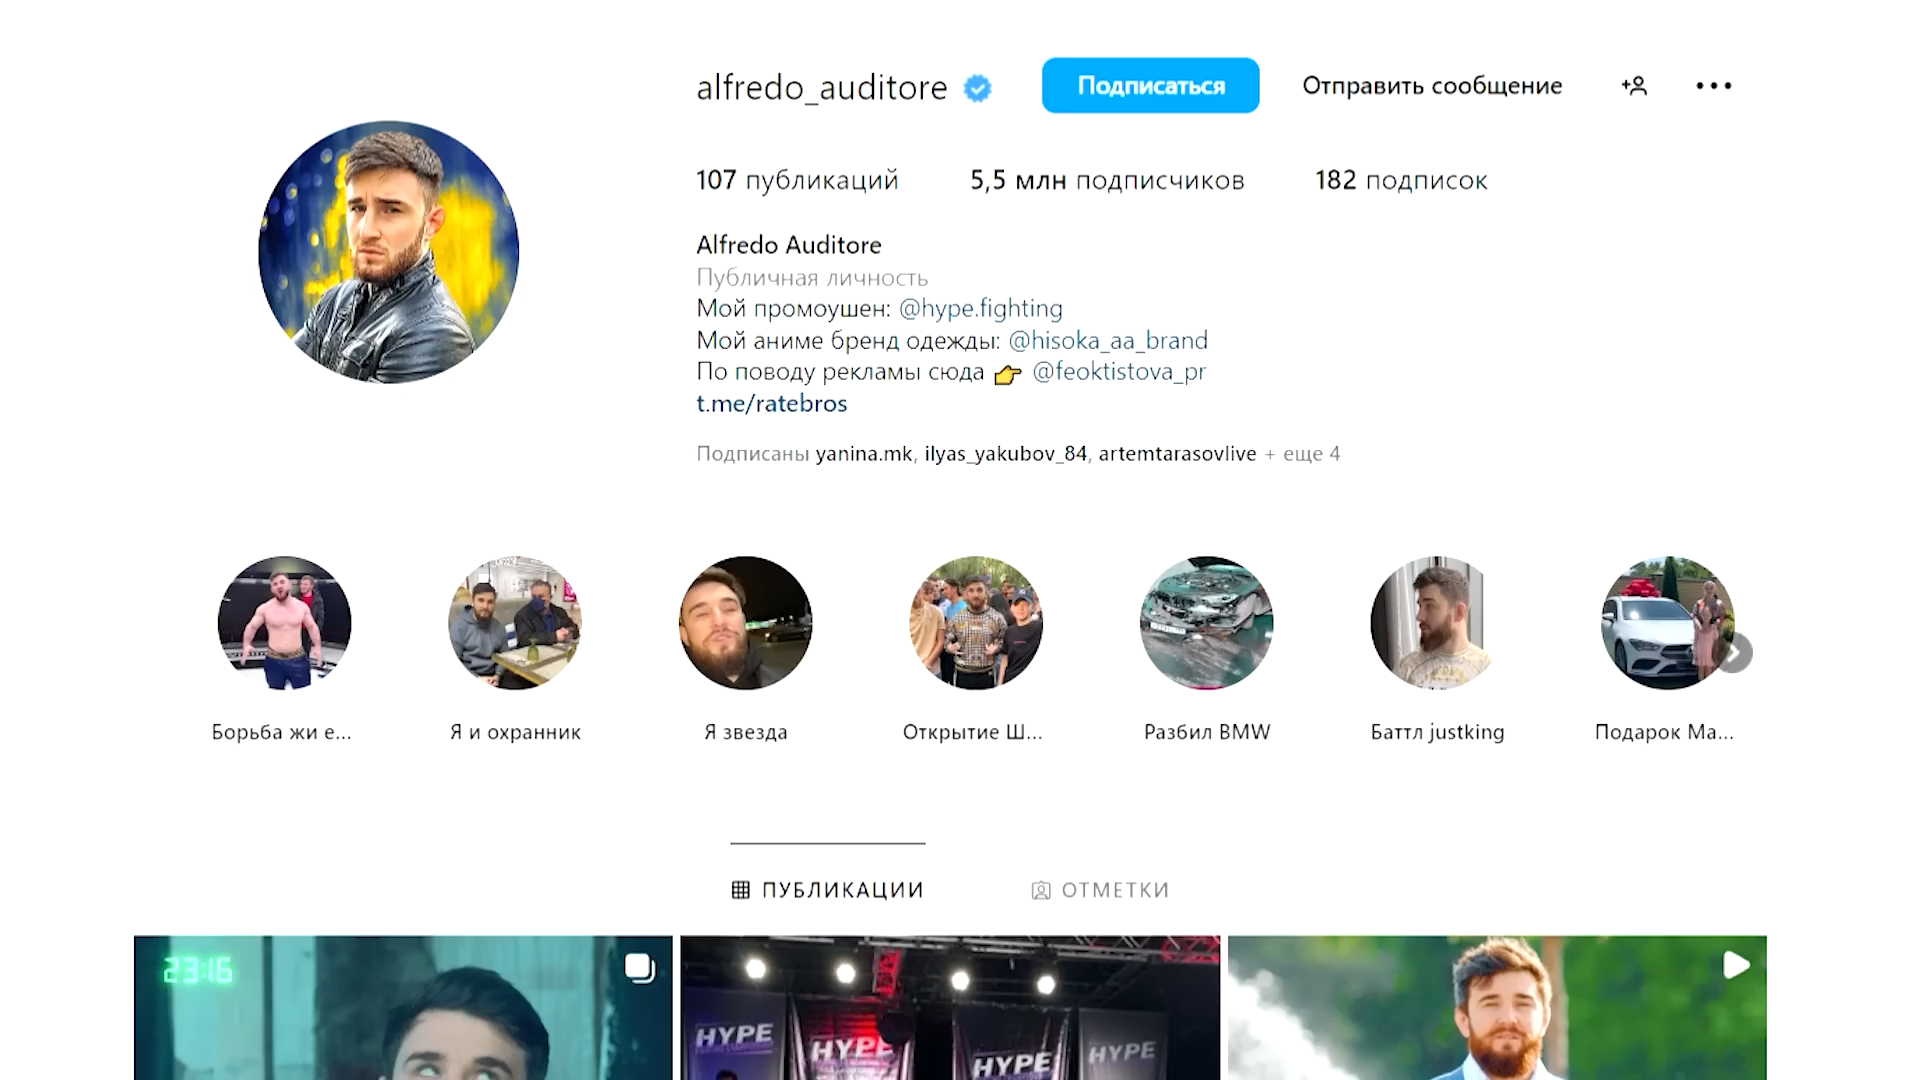 alfredo_auditore
Подписаться
Отправить сообщение
107 публикаций
5,5 млн подписчиков
182 подписок
Alfredo Auditore
Публичная личность
Мой промоушен: @hype.fighting
Мой аниме бренд одежды: @hisoka_aa_brand
По поводу рекламы сюда 👉 @feoktistova_pr
t.me/ratebros
Подписаны yanina.mk, ilyas_yakubov_84, artemtarasovlive + еще 4
Борьба жи е...
Я и охранник
Я звезда
Открытие Ш...
Разбил BMW
Баттл justking
Подарок Ма...
ПУБЛИКАЦИИ
ОТМЕТКИ
23:16
HYPE
HYPE
HYPE
HYPE